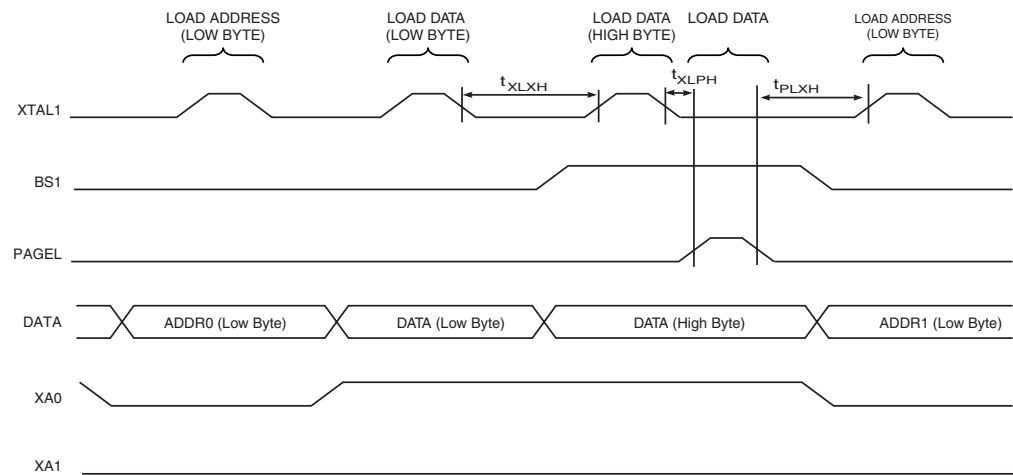 LOAD ADDRESS
(LOW BYTE)
LOAD DATA
(LOW BYTE)
LOAD DATA
(HIGH BYTE)
LOAD DATA
LOAD ADDRESS
(LOW BYTE)
tXLXH
tXLPH
tPLXH
XTAL1
BS1
PAGEL
DATA
ADDR0 (Low Byte)
DATA (Low Byte)
DATA (High Byte)
ADDR1 (Low Byte)
XA0
XA1